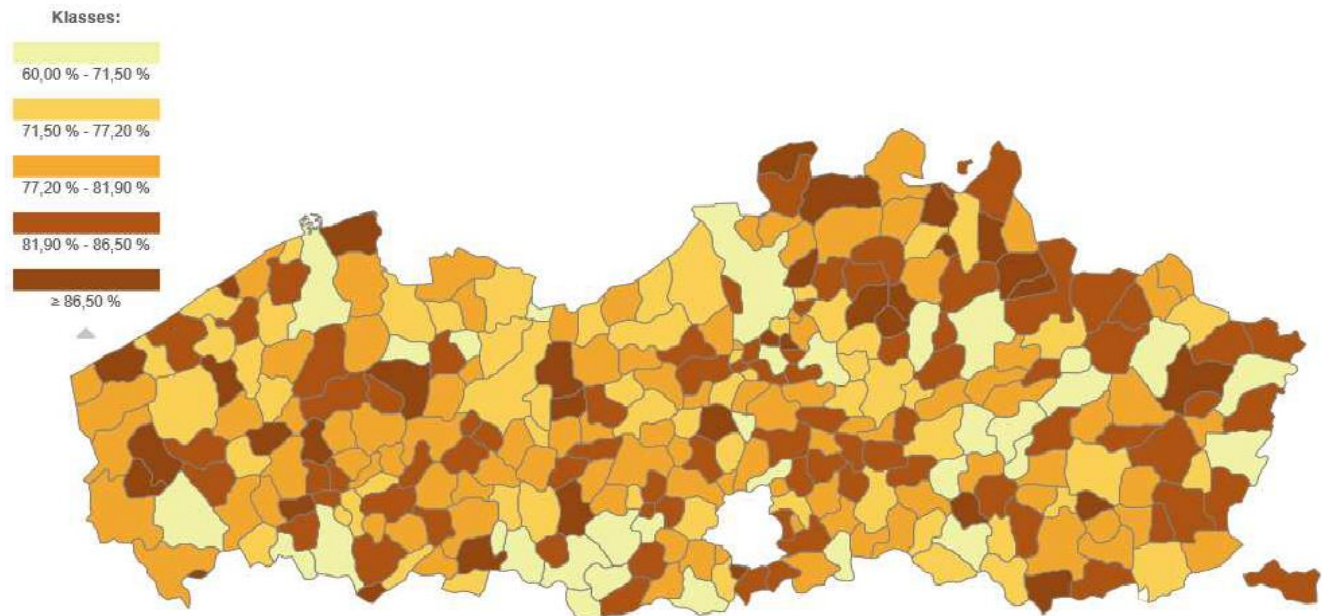 Klasses:
60,00 % - 71,50 %
71,50 % - 77,20 %
77,20 % - 81,90 %
81,90 % - 86,50 %
≥ 86,50 %